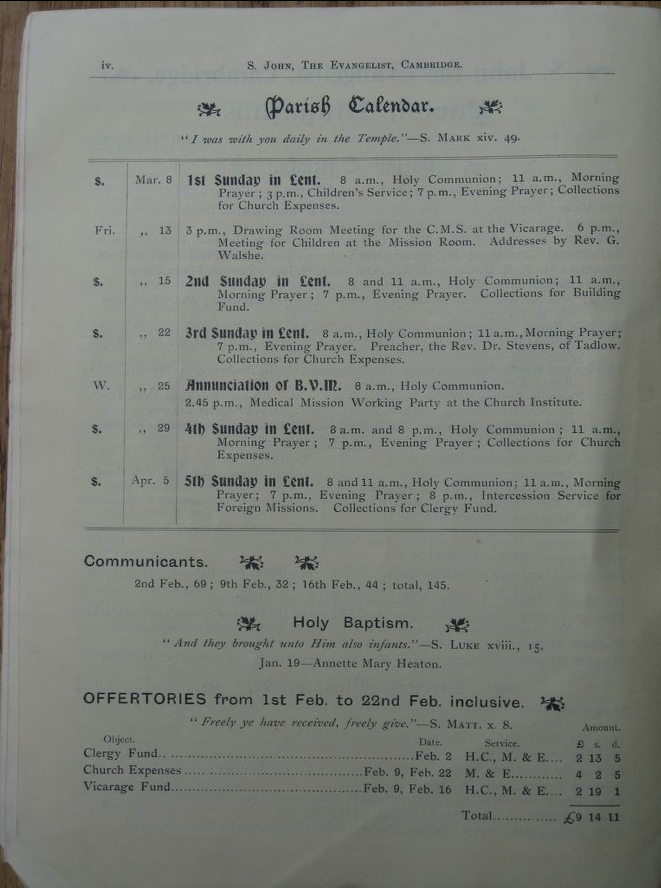 iv. S. John, The Evangelist, Cambridge.
Parish Calendar.
"I was with you daily in the Temple."—S. Mark xiv. 49.
S. Mar. 8 1st Sunday in Lent. 8 a.m., Holy Communion; 11 a.m., Morning
Prayer; 3 p.m., Children's Service; 7 p.m., Evening Prayer; Collections
for Church Expenses.
Fri. ,, 13 3 p.m., Drawing Room Meeting for the C.M.S. at the Vicarage. 6 p.m.,
Meeting for Children at the Mission Room. Addresses by Rev. G.
Walshe.
S. ,, 15 2nd Sunday in Lent. 8 and 11 a.m., Holy Communion; 11 a.m.,
Morning Prayer; 7 p.m., Evening Prayer. Collections for Building
Fund.
S. ,, 22 3rd Sunday in Lent. 8 a.m., Holy Communion; 11 a.m., Morning Prayer;
7 p.m., Evening Prayer. Preacher, the Rev. Dr. Stevens, of Tadlow.
Collections for Church Expenses.
W. ,, 25 Annunciation of B.V.M. 8 a.m., Holy Communion.
2.45 p.m., Medical Mission Working Party at the Church Institute.
S. ,, 29 4th Sunday in Lent. 8 a.m. and 8 p.m., Holy Communion; 11 a.m.,
Morning Prayer; 7 p.m., Evening Prayer; Collections for Church
Expenses.
S. Apr. 5 5th Sunday in Lent. 8 and 11 a.m., Holy Communion; 11 a.m., Morning
Prayer; 7 p.m., Evening Prayer; 8 p.m., Intercession Service for
Foreign Missions. Collections for Clergy Fund.
Communicants.
2nd Feb., 69; 9th Feb., 32; 16th Feb., 44; total, 145.
Holy Baptism.
"And they brought unto Him also infants."—S. Luke xviii., 15.
Jan. 19—Annette Mary Heaton.
OFFERTORIES from 1st Feb. to 22nd Feb. inclusive.
"Freely ye have received, freely give."—S. Matt. x. 8.
Amount.
Object. Date. Service. £ s. d.
Clergy Fund.. ........ Feb. 2 H.C., M. & E.... 2 13 5
Church Expenses ........ Feb. 9, Feb. 22 M. & E........... 4 2 5
Vicarage Fund........ Feb. 9, Feb. 16 H.C., M. & E.... 2 19 1
Total.............. £9 14 11